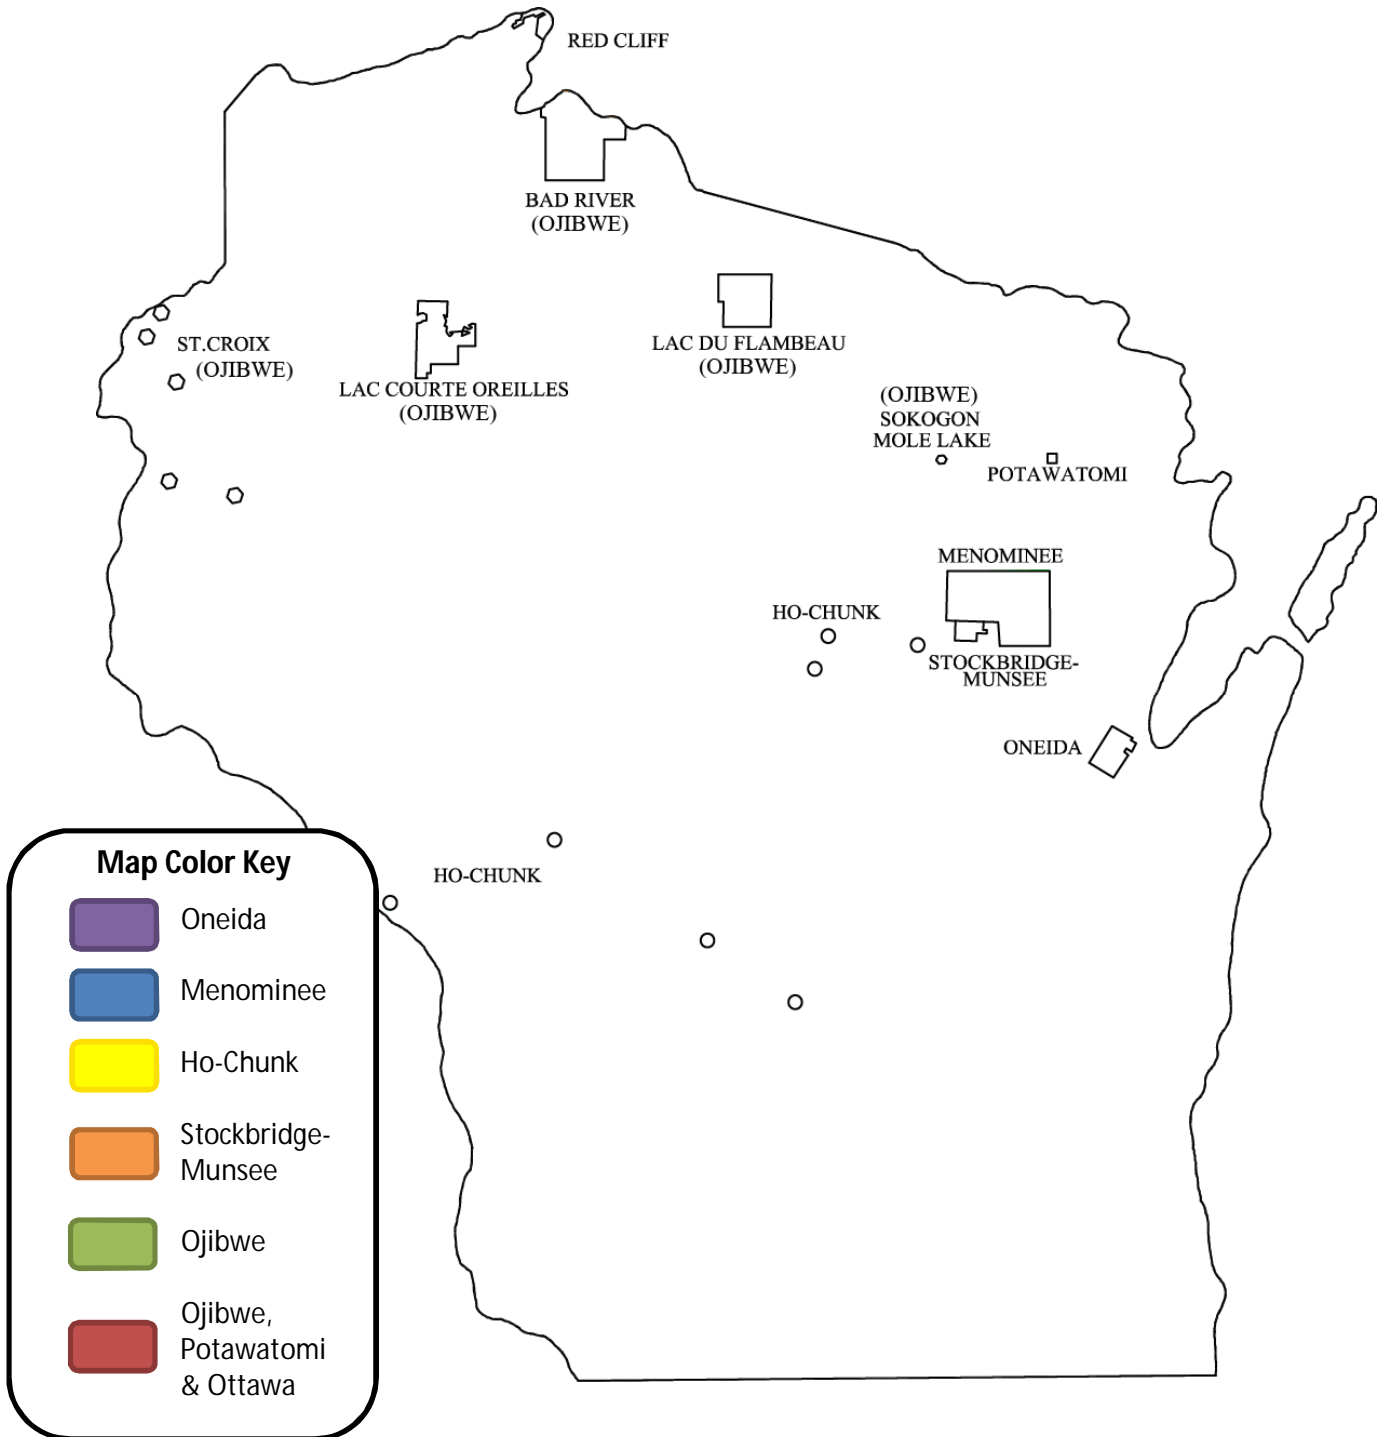 RED CLIFF
BAD RIVER
(OJIBWE)
ST.CROIX
(OJIBWE)
LAC COURTE OREILLES
(OJIBWE)
LAC DU FLAMBEAU
(OJIBWE)
(OJIBWE)
SOKOGON
MOLE LAKE
POTAWATOMI
MENOMINEE
HO-CHUNK
STOCKBRIDGE-
MUNSEE
ONEIDA
HO-CHUNK
Map Color Key
Oneida
Menominee
Ho-Chunk
Stockbridge-
Munsee
Ojibwe
Ojibwe,
Potawatomi
& Ottawa